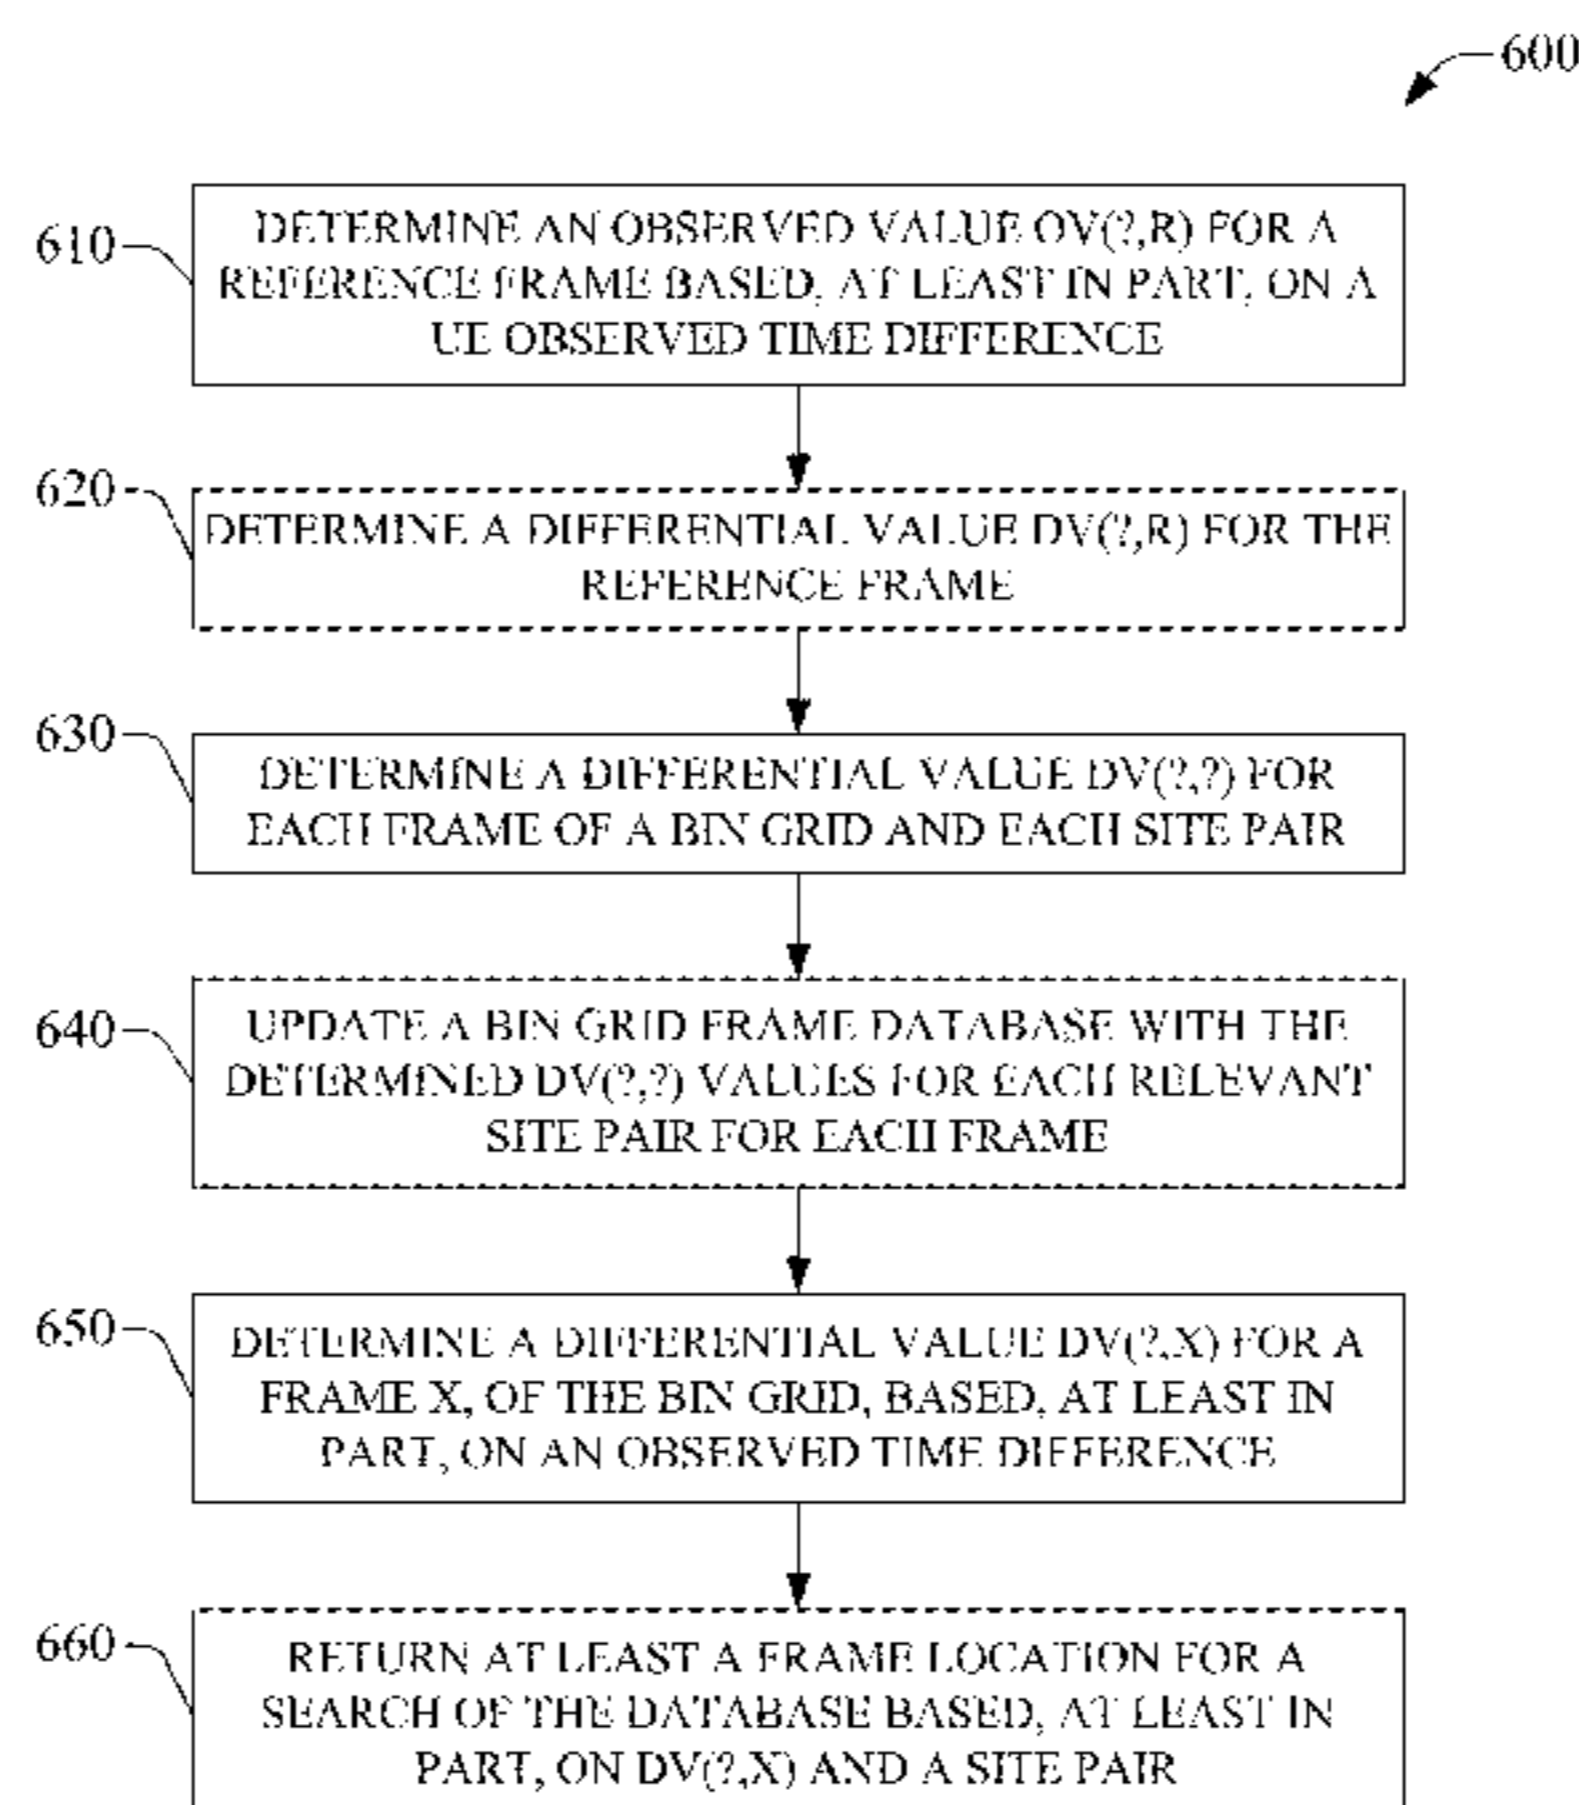 600
610
DETERMINE AN OBSERVED VALUE OV(?,R) FOR A
REFERENCE FRAME BASED, AT LEAST IN PART, ON A
UE OBSERVED TIME DIFFERENCE
620
DETERMINE A DIFFERENTIAL VALUE DV(?,R) FOR THE
REFERENCE FRAME
630
DETERMINE A DIFFERENTIAL VALUE DV(?,?) FOR
EACH FRAME OF A BIN GRID AND EACH SITE PAIR
640
UPDATE A BIN GRID FRAME DATABASE WITH THE
DETERMINED DV(?,?) VALUES FOR EACH RELEVANT
SITE PAIR FOR EACH FRAME
650
DETERMINE A DIFFERENTIAL VALUE DV(?,X) FOR A
FRAME X, OF THE BIN GRID, BASED, AT LEAST IN
PART, ON AN OBSERVED TIME DIFFERENCE
660
RETURN AT LEAST A FRAME LOCATION FOR A
SEARCH OF THE DATABASE BASED, AT LEAST IN
PART, ON DV(?,X) AND A SITE PAIR